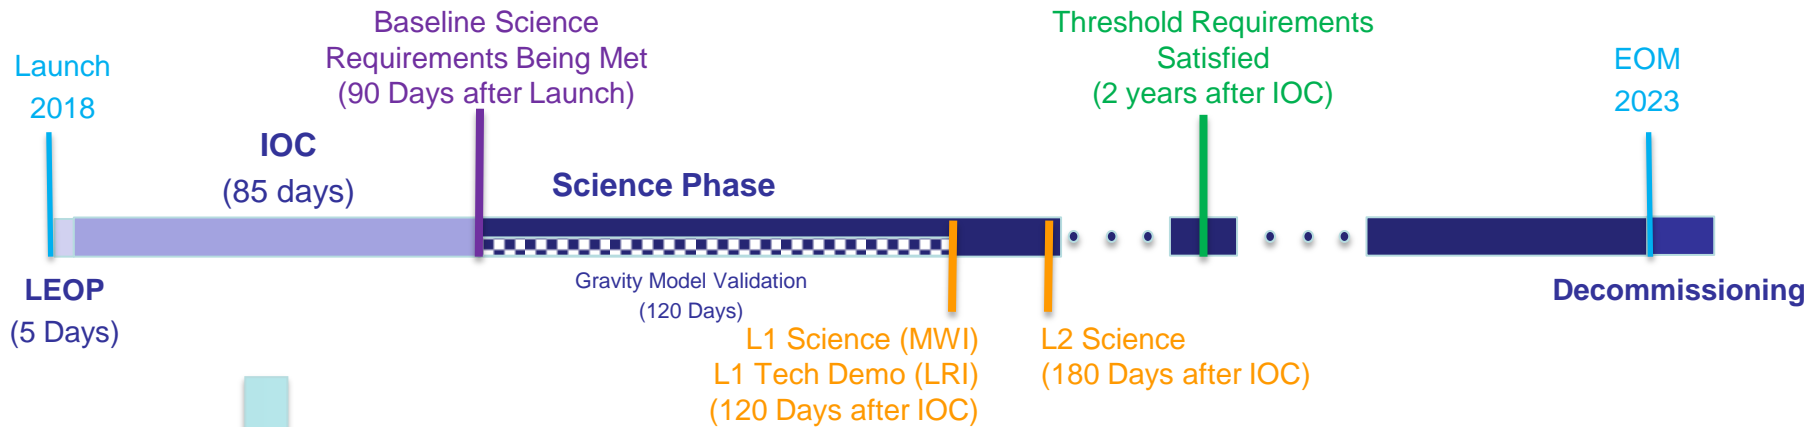 Launch
2018
Baseline Science
Requirements Being Met
(90 Days after Launch)
Threshold Requirements
Satisfied
(2 years after IOC)
EOM
2023
IOC
(85 days)
Science Phase
LEOP
(5 Days)
Gravity Model Validation
(120 Days)
L1 Science (MWI)
L1 Tech Demo (LRI)
(120 Days after IOC)
L2 Science
(180 Days after IOC)
Decommissioning